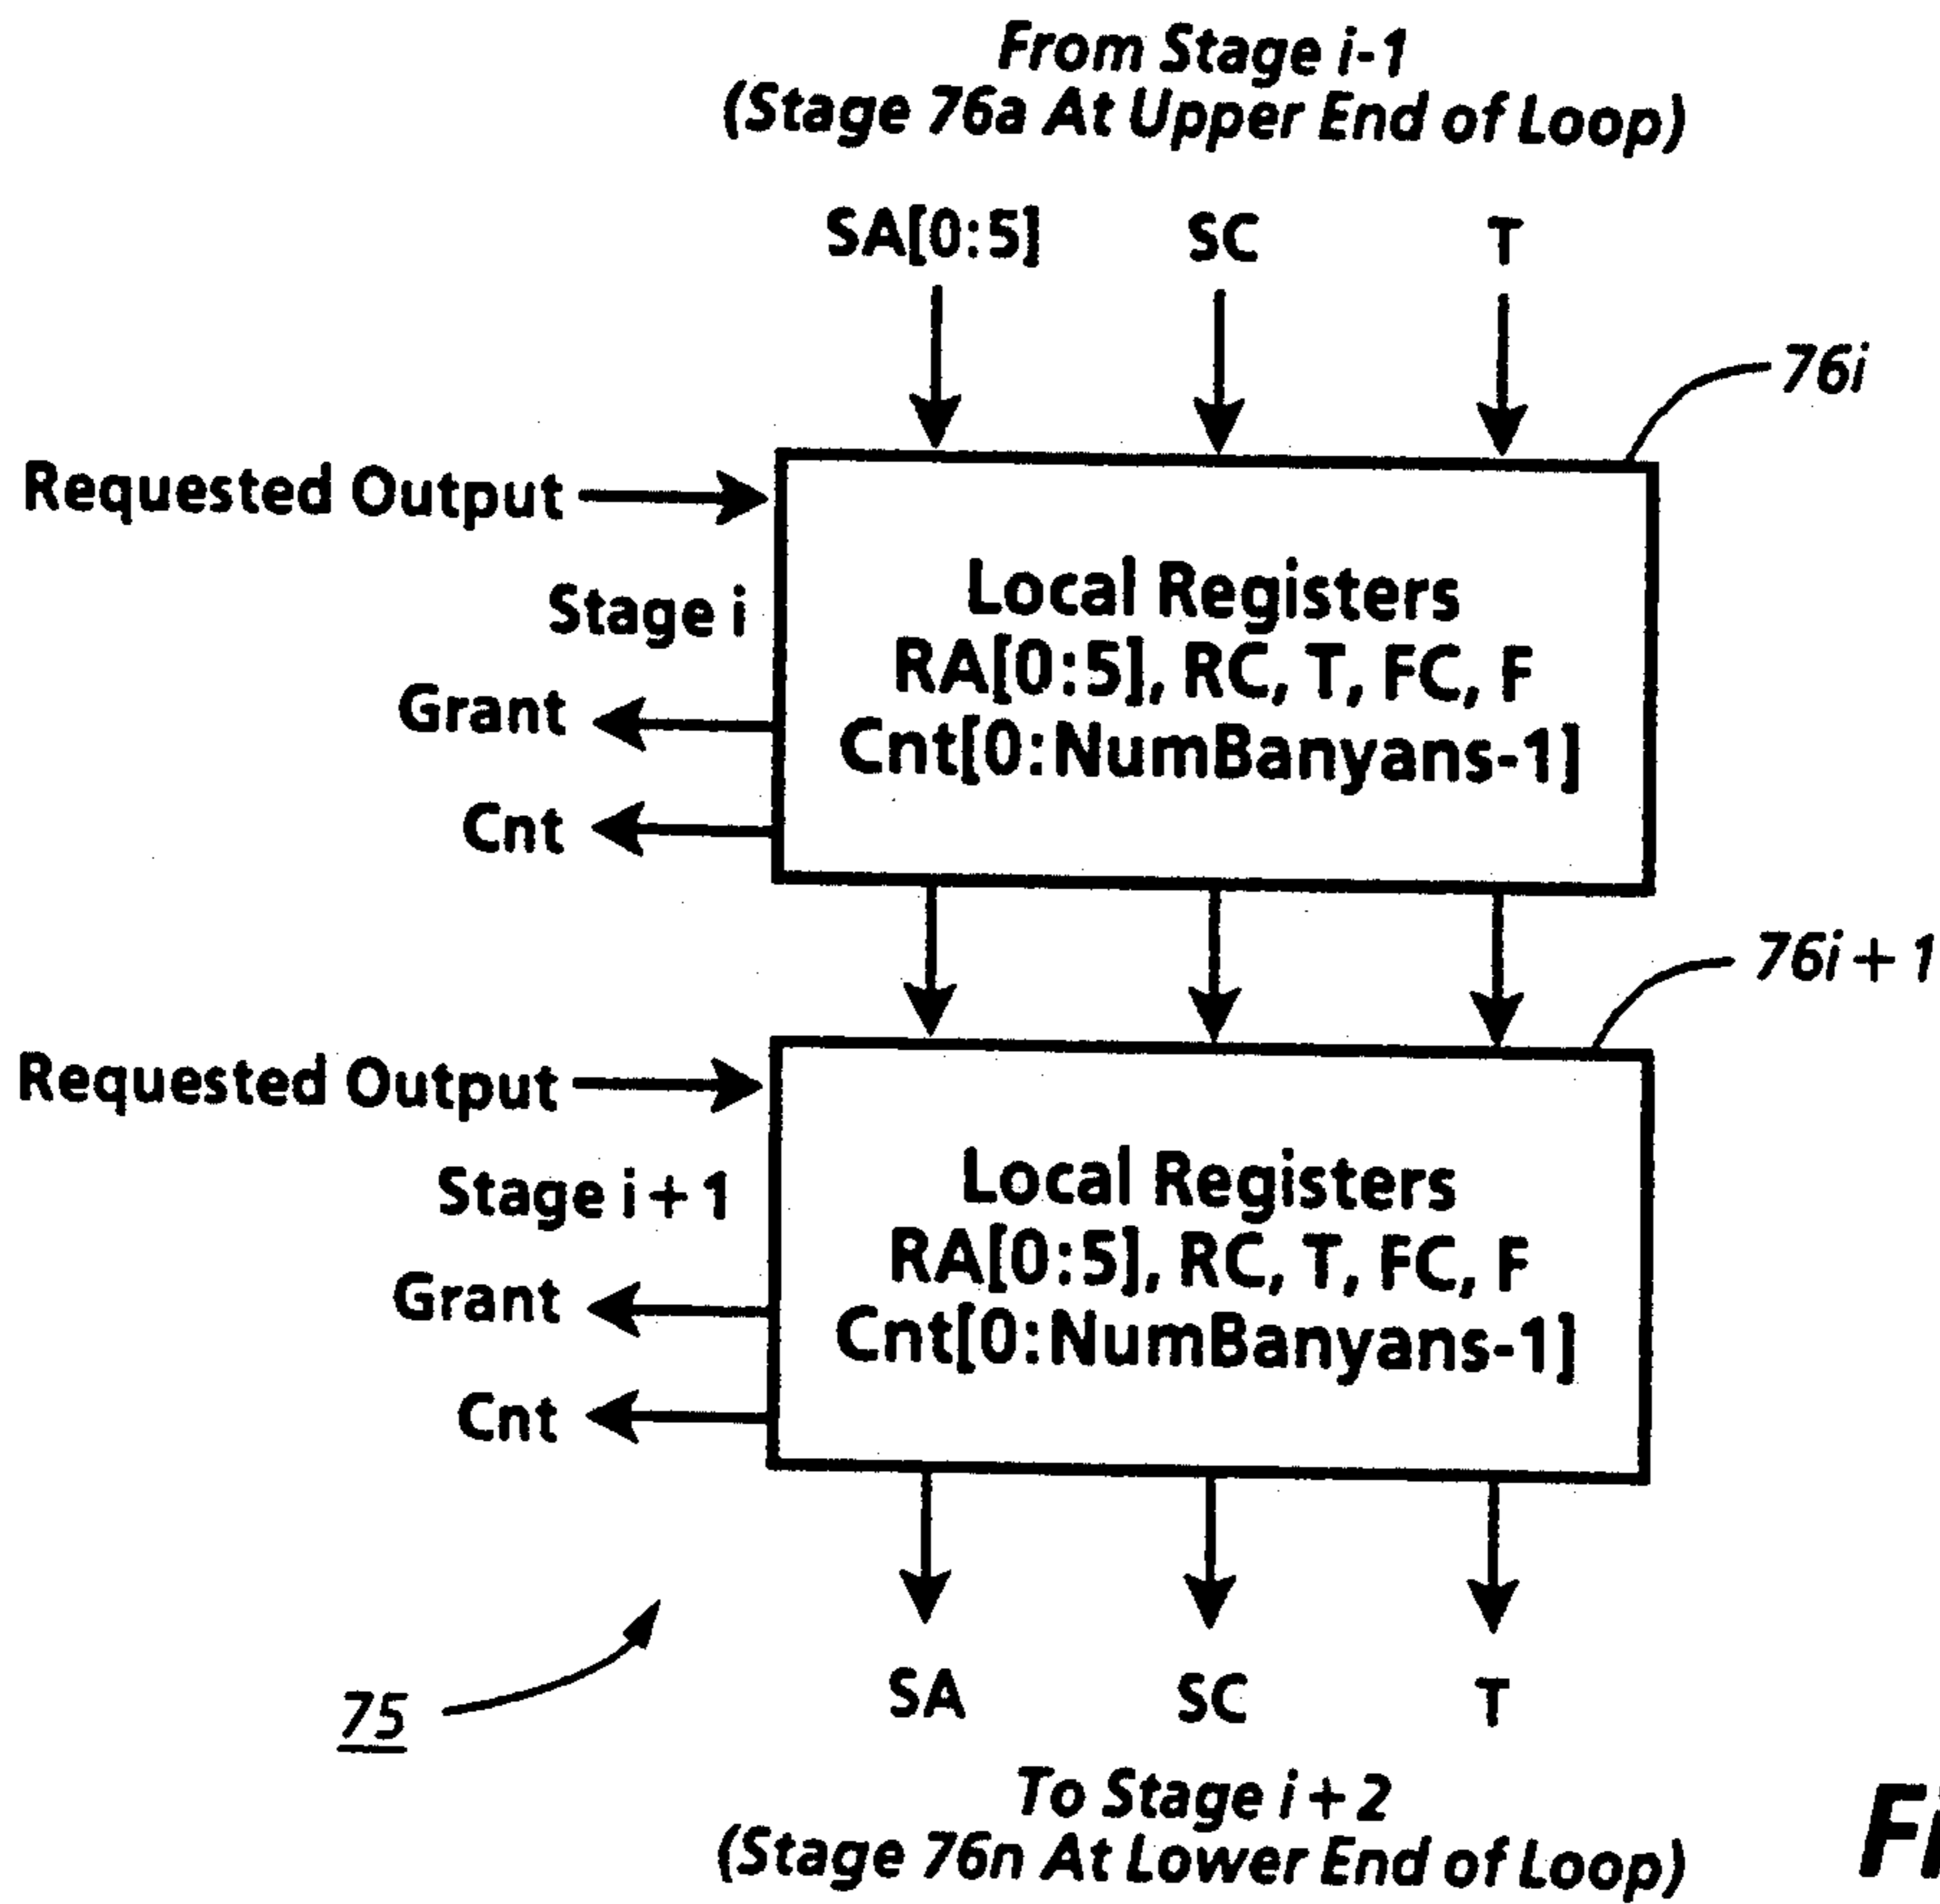 From Stage i-1
(Stage 76a At Upper End of Loop)
SA[0:5] SC T
76i
Requested Output
Stage i
Local Registers
RA[0:5], RC, T, FC, F
Cnt[0:NumBanyans-1]
Grant
Cnt
76i+1
Requested Output
Stage i+1
Local Registers
RA[0:5], RC, T, FC, F
Cnt[0:NumBanyans-1]
Grant
Cnt
SA SC T
75
To Stage i+2
(Stage 76n At Lower End of Loop)